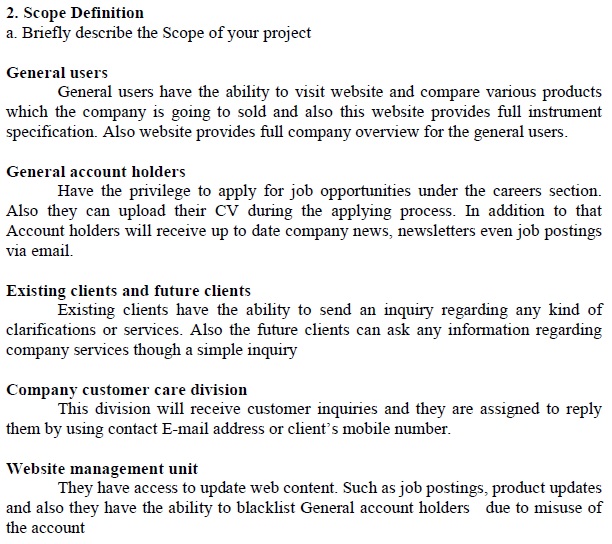 2. Scope Definition
a. Briefly describe the Scope of your project
General users
General users have the ability to visit website and compare various products
which the company is going to sold and also this website provides full instrument
specification. Also website provides full company overview for the general users.
General account holders
Have the privilege to apply for job opportunities under the careers section.
Also they can upload their CV during the applying process. In addition to that
Account holders will receive up to date company news, newsletters even job postings
via email.
Existing clients and future clients
Existing clients have the ability to send an inquiry regarding any kind of
clarifications or services. Also the future clients can ask any information regarding
company services though a simple inquiry
Company customer care division
This division will receive customer inquiries and they are assigned to reply
them by using contact E-mail address or client's mobile number.
Website management unit
They have access to update web content. Such as job postings, product updates
and also they have the ability to blacklist General account holders due to misuse of
the account